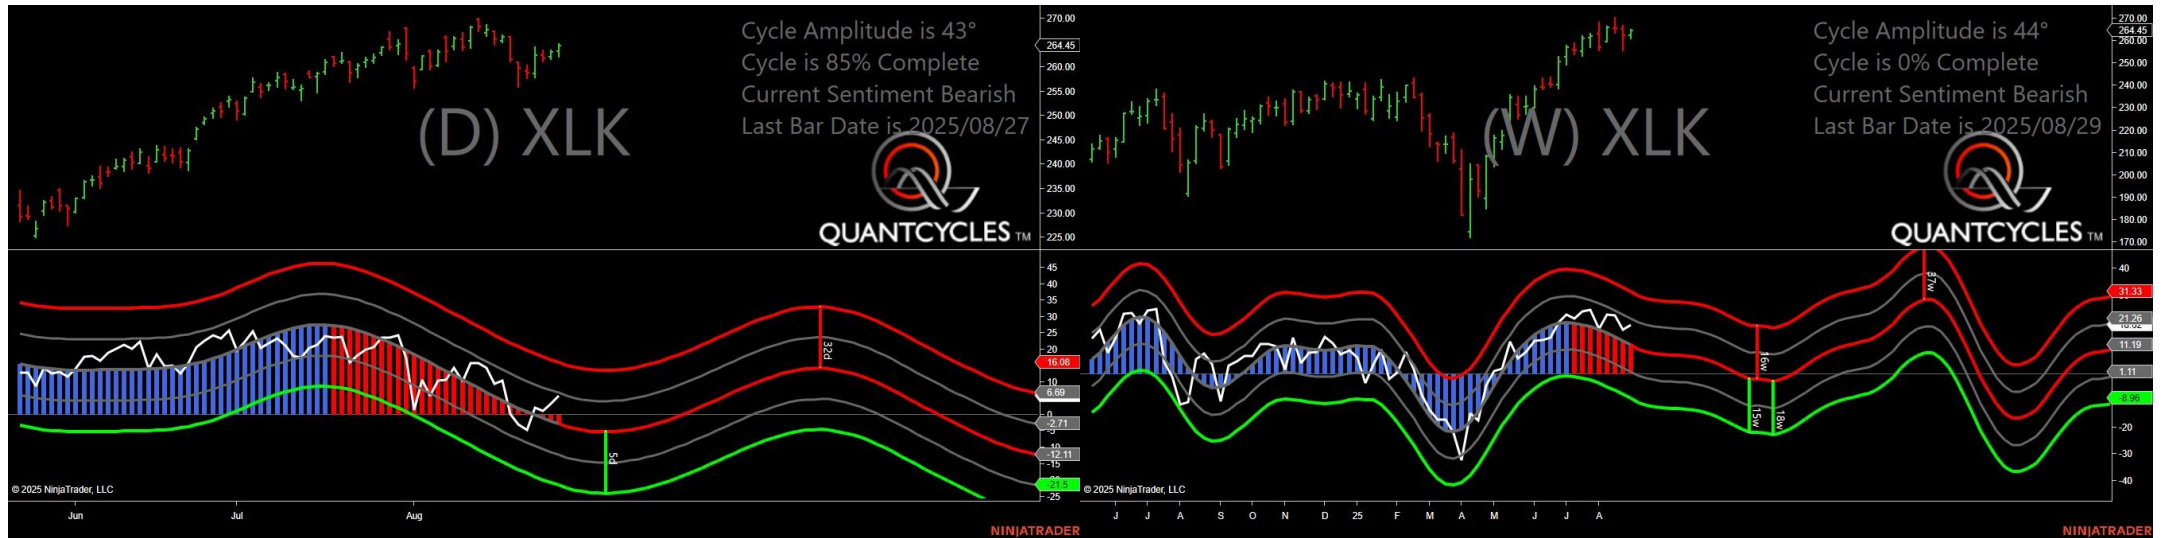 Cycle Amplitude is 43°
Cycle is 85% Complete
Current Sentiment Bearish
Last Bar Date is 2025/08/27
(D) XLK
QUANTCYCLES TM
270.00
264.45
260.00
255.00
250.00
245.00
240.00
235.00
230.00
225.00
45
40
35
30
25
20
16.08
10
6.69
0
-2.71
-12.11
-15
-21.5
-25
32d
5d
© 2025 NinjaTrader, LLC
Jun
Jul
Aug
NINJATRADER
Cycle Amplitude is 44°
Cycle is 0% Complete
Current Sentiment Bearish
Last Bar Date is 2025/08/29
(W) XLK
QUANTCYCLES TM
270.00
264.45
260.00
250.00
240.00
230.00
220.00
210.00
200.00
190.00
180.00
170.00
40
31.33
21.26
11.19
1.11
-8.96
-20
-30
-40
37w
16w
15w
18w
© 2025 NinjaTrader, LLC
J
J
A
S
O
N
D
25
F
M
A
M
J
J
A
NINJATRADER